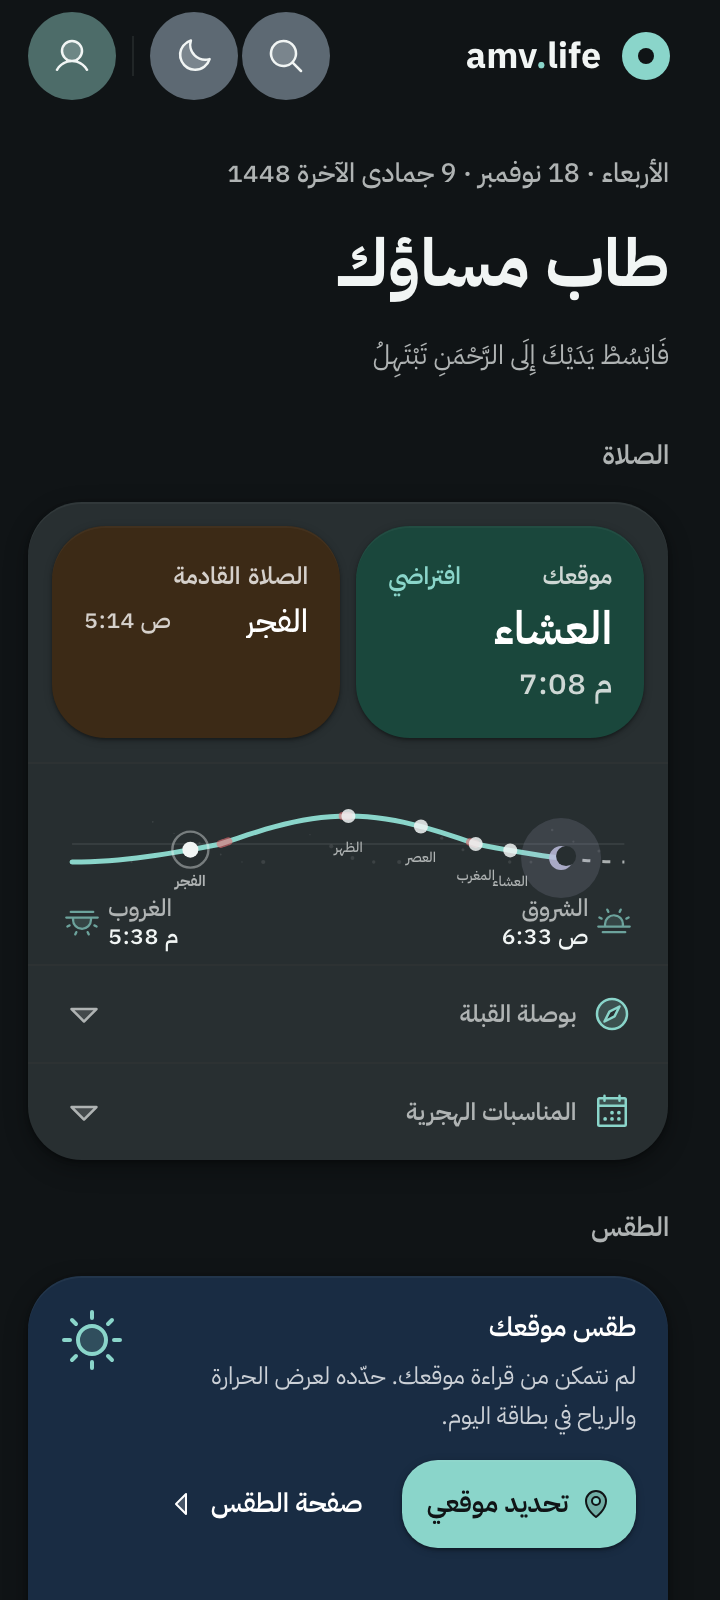 amv.life
الأربعاء · 18 نوفمبر · 9 جمادى الآخرة 1448
طاب مساؤك
فَابْسُطْ يَدَيْكَ إِلَى الرَّحْمَنِ تَبْتَهِلُ
الصلاة
موقعك افتراضي
العشاء
7:08 م
الصلاة القادمة
الفجر 5:14 ص
الظهر
العصر
المغرب
العشاء
الفجر
الشروق
6:33 ص
الغروب
5:38 م
بوصلة القبلة
المناسبات الهجرية
الطقس
طقس موقعك
لم نتمكن من قراءة موقعك. حدّده لعرض الحرارة
والرياح في بطاقة اليوم.
تحديد موقعي
صفحة الطقس